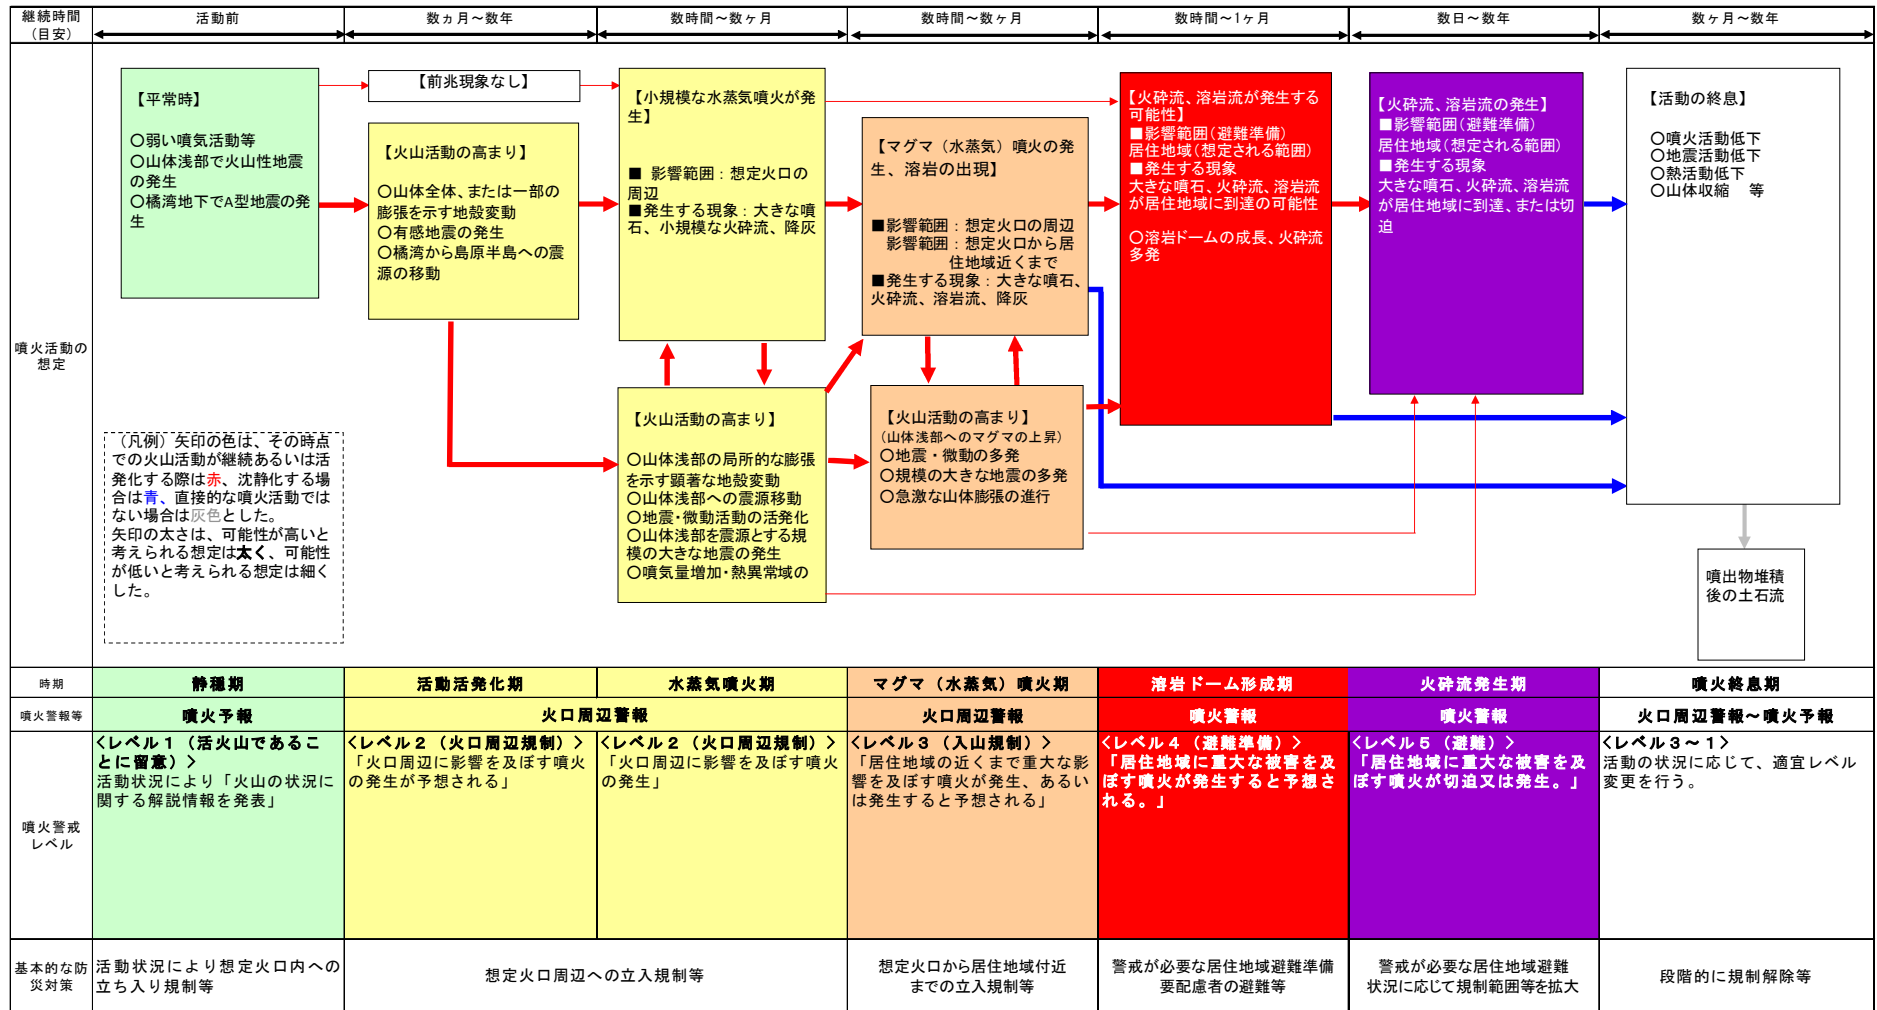 継続時間
（目安）
活動前
数ヵ月～数年
数時間～数ヶ月
数時間～数ヶ月
数時間～1ヶ月
数日～数年
数ヶ月～数年
噴火活動の
想定
【平常時】
○弱い噴気活動等
○山体浅部で火山性地震
の発生
○橘湾地下でA型地震の発
生
【前兆現象なし】
【火山活動の高まり】
○山体全体、または一部の
膨張を示す地殻変動
○有感地震の発生
○橘湾から島原半島への震
源の移動
【小規模な水蒸気噴火が発
生】
■ 影響範囲：想定火口の
周辺
■発生する現象：大きな噴
石、小規模な火砕流、降灰
【火山活動の高まり】
○山体浅部の局所的な膨張
を示す顕著な地殻変動
○山体浅部への震源移動
○地震・微動活動の活発化
○山体浅部を震源とする規
模の大きな地震の発生
○噴気量増加・熱異常域の
【マグマ（水蒸気）噴火の発
生、溶岩の出現】
■影響範囲：想定火口の周辺
影響範囲：想定火口から居
住地域近くまで
■発生する現象：大きな噴石、
火砕流、溶岩流、降灰
【火山活動の高まり】
（山体浅部へのマグマの上昇）
○地震・微動の多発
○規模の大きな地震の多発
○急激な山体膨張の進行
【火砕流、溶岩流が発生する
可能性】
■影響範囲（避難準備）
居住地域（想定される範囲）
■発生する現象
大きな噴石、火砕流、溶岩流
が居住地域に到達の可能性
○溶岩ドームの成長、火砕流
多発
【火砕流、溶岩流の発生】
■影響範囲（避難準備）
居住地域（想定される範囲）
■発生する現象
大きな噴石、火砕流、溶岩流
が居住地域に到達、または切
迫
【活動の終息】
○噴火活動低下
○地震活動低下
○熱活動低下
○山体収縮　等
噴出物堆積
後の土石流
（凡例）矢印の色は、その時点
での火山活動が継続あるいは活
発化する際は赤、沈静化する場
合は青、直接的な噴火活動では
ない場合は灰色とした。
矢印の太さは、可能性が高いと
考えられる想定は太く、可能性
が低いと考えられる想定は細く
した。
時期
静穏期
活動活発化期
水蒸気噴火期
マグマ（水蒸気）噴火期
溶岩ドーム形成期
火砕流発生期
噴火終息期
噴火警報等
噴火予報
火口周辺警報
火口周辺警報
噴火警報
噴火警報
火口周辺警報～噴火予報
噴火警戒
レベル
<レベル１（活火山であるこ
とに留意）>
活動状況により「火山の状況に
関する解説情報を発表」
<レベル２（火口周辺規制）>
「火口周辺に影響を及ぼす噴火
の発生が予想される」
<レベル２（火口周辺規制）>
「火口周辺に影響を及ぼす噴火
の発生」
<レベル３（入山規制）>
「居住地域の近くまで重大な影
響を及ぼす噴火が発生、あるい
は発生すると予想される」
<レベル４（避難準備）>
「居住地域に重大な被害を及
ぼす噴火が発生すると予想さ
れる。」
<レベル５（避難）>
「居住地域に重大な被害を及
ぼす噴火が切迫又は発生。」
<レベル３～１>
活動の状況に応じて、適宜レベル
変更を行う。
基本的な防
災対策
活動状況により想定火口内への
立ち入り規制等
想定火口周辺への立入規制等
想定火口から居住地域付近
までの立入規制等
警戒が必要な居住地域避難準備
要配慮者の避難等
警戒が必要な居住地域避難
状況に応じて規制範囲等を拡大
段階的に規制解除等